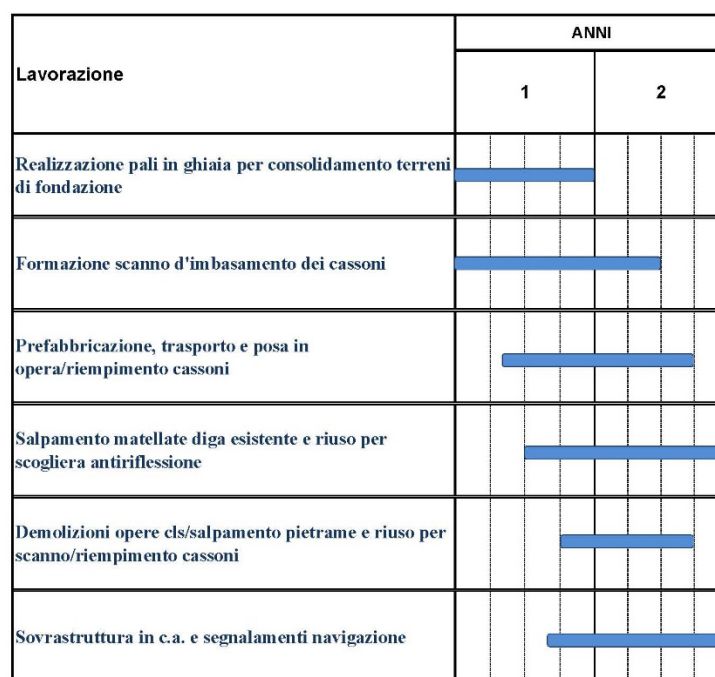 ANNI
Lavorazione
1
2
Realizzazione pali in ghiaia per consolidamento terreni
di fondazione
Formazione scanno d'imbasamento dei cassoni
Prefabbricazione, trasporto e posa in
opera/riempimento cassoni
Salpamento matellate diga esistente e riuso per
scogliera antiriflessione
Demolizioni opere cls/salpamento pietrame e riuso per
scanno/riempimento cassoni
Sovrastruttura in c.a. e segnalamenti navigazione